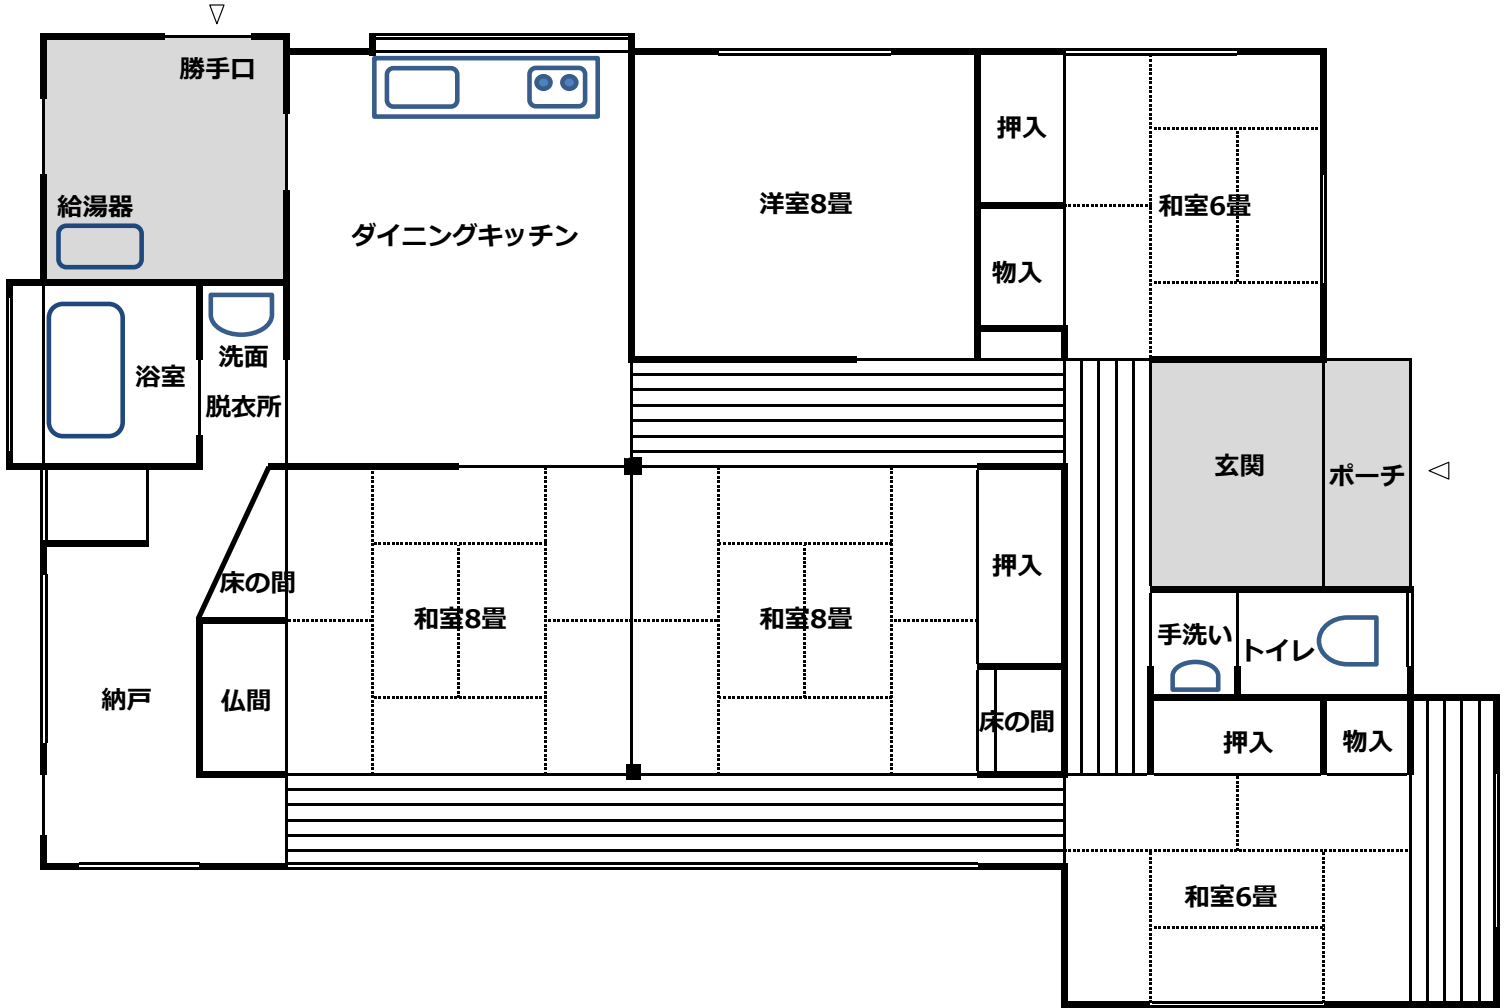 勝手口
給湯器
ダイニングキッチン
洋室8畳
押入
物入
和室6畳
浴室
洗面
脱衣所
玄関
ポーチ
床の間
和室8畳
和室8畳
押入
手洗い
トイレ
納戸
仏間
床の間
押入
物入
和室6畳